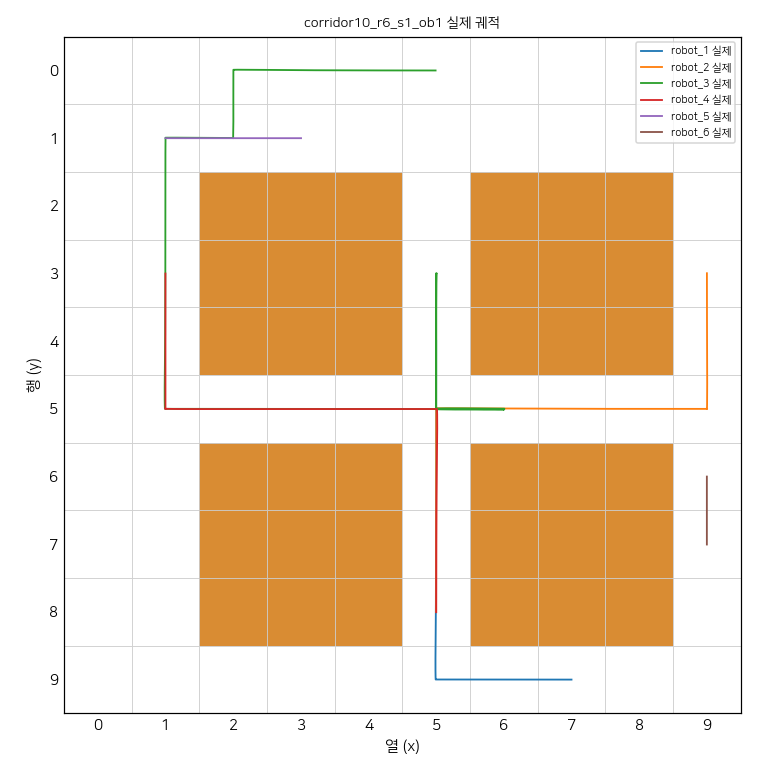 corridor10_r6_s1_ob1 실제 궤적
robot_1 실제
robot_2 실제
robot_3 실제
robot_4 실제
robot_5 실제
robot_6 실제
0
1
2
3
4
5
6
7
8
9
행 (y)
0 1 2 3 4 5 6 7 8 9
열 (x)